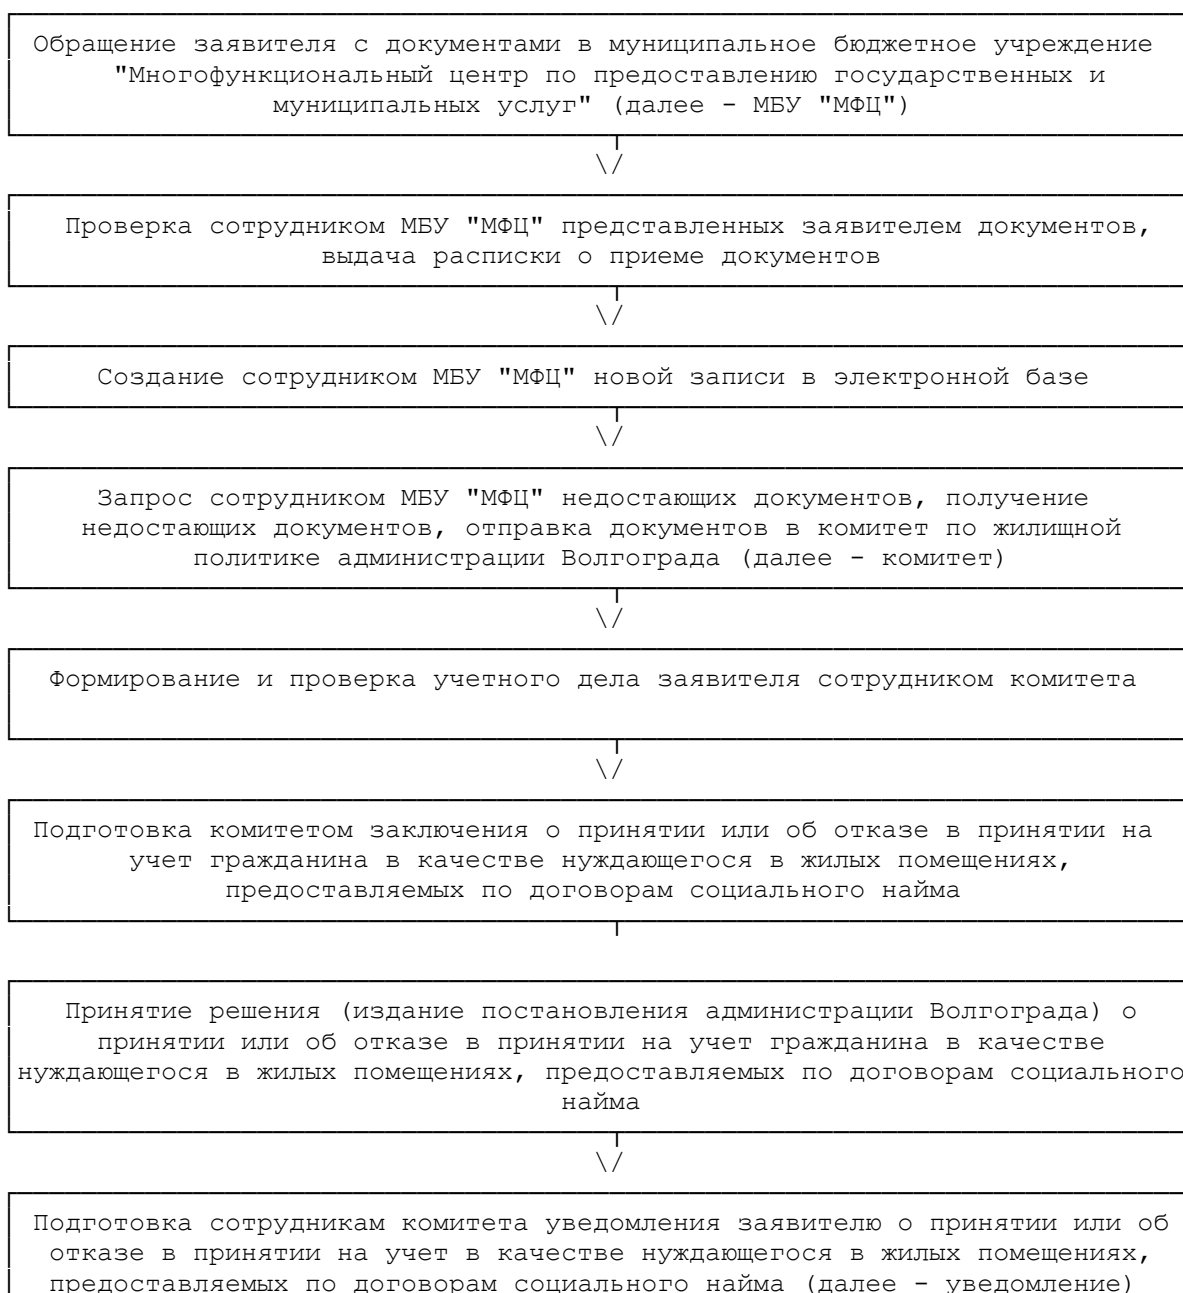 Обращение заявителя с документами в муниципальное бюджетное учреждение
"Многофункциональный центр по предоставлению государственных и
муниципальных услуг" (далее - МБУ "МФЦ")
\/
Проверка сотрудником МБУ "МФЦ" представленных заявителем документов,
выдача расписки о приеме документов
\/
Создание сотрудником МБУ "МФЦ" новой записи в электронной базе
\/
Запрос сотрудником МБУ "МФЦ" недостающих документов, получение
недостающих документов, отправка документов в комитет по жилищной
политике администрации Волгограда (далее - комитет)
\/
Формирование и проверка учетного дела заявителя сотрудником комитета
\/
Подготовка комитетом заключения о принятии или об отказе в принятии на
учет гражданина в качестве нуждающегося в жилых помещениях,
предоставляемых по договорам социального найма
Принятие решения (издание постановления администрации Волгограда) о
принятии или об отказе в принятии на учет гражданина в качестве
нуждающегося в жилых помещениях, предоставляемых по договорам социального
найма
\/
Подготовка сотрудникам комитета уведомления заявителю о принятии или об
отказе в принятии на учет в качестве нуждающегося в жилых помещениях,
предоставляемых по договорам социального найма (далее - уведомление)